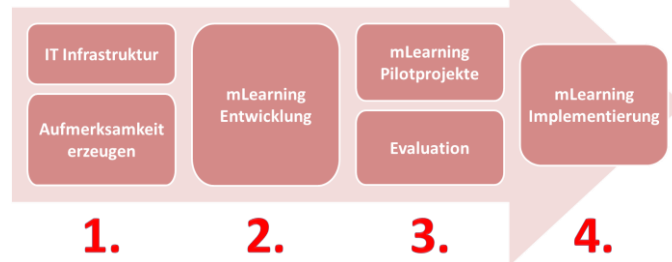 IT Infrastruktur
Aufmerksamkeit
erzeugen
mLearning
Entwicklung
mLearning
Pilotprojekte
Evaluation
mLearning
Implementierung
1.
2.
3.
4.